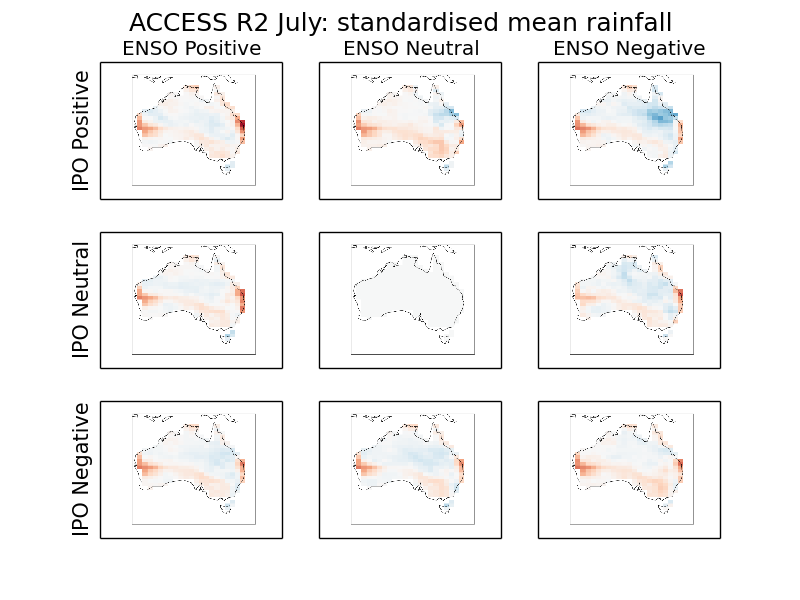 ACCESS R2 July: standardised mean rainfall
ENSO Positive
ENSO Neutral
ENSO Negative
IPO Positive
IPO Neutral
IPO Negative